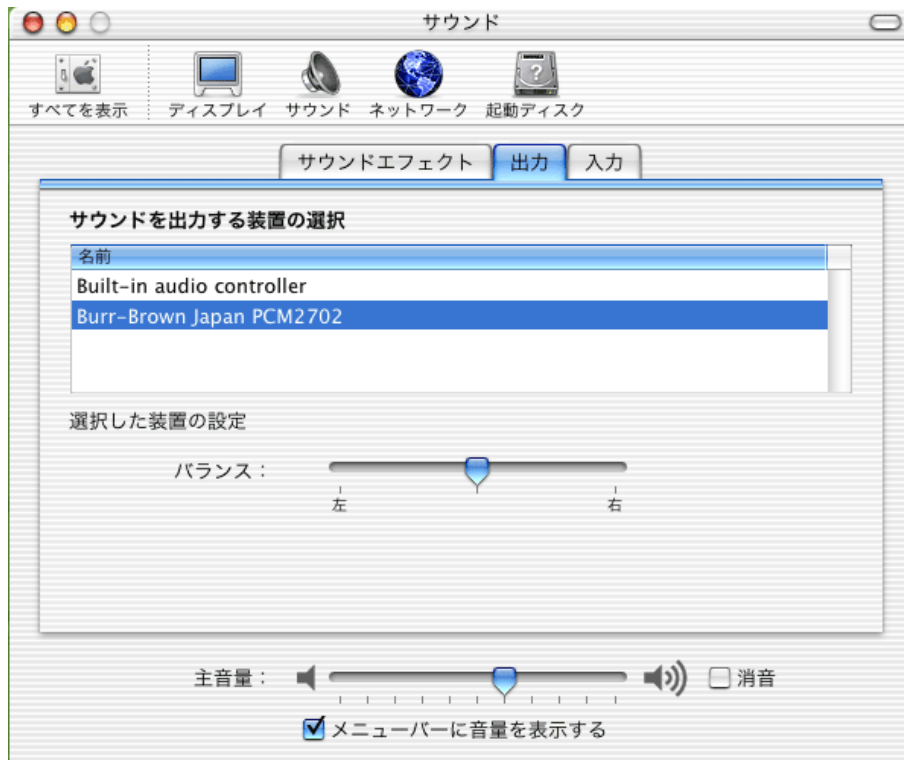 サウンド
すべてを表示 ディスプレイ サウンド ネットワーク 起動ディスク
サウンドエフェクト 出力 入力
サウンドを出力する装置の選択
名前
Built-in audio controller
Burr-Brown Japan PCM2702
選択した装置の設定
バランス：
左 右
主音量： 消音
メニューバーに音量を表示する